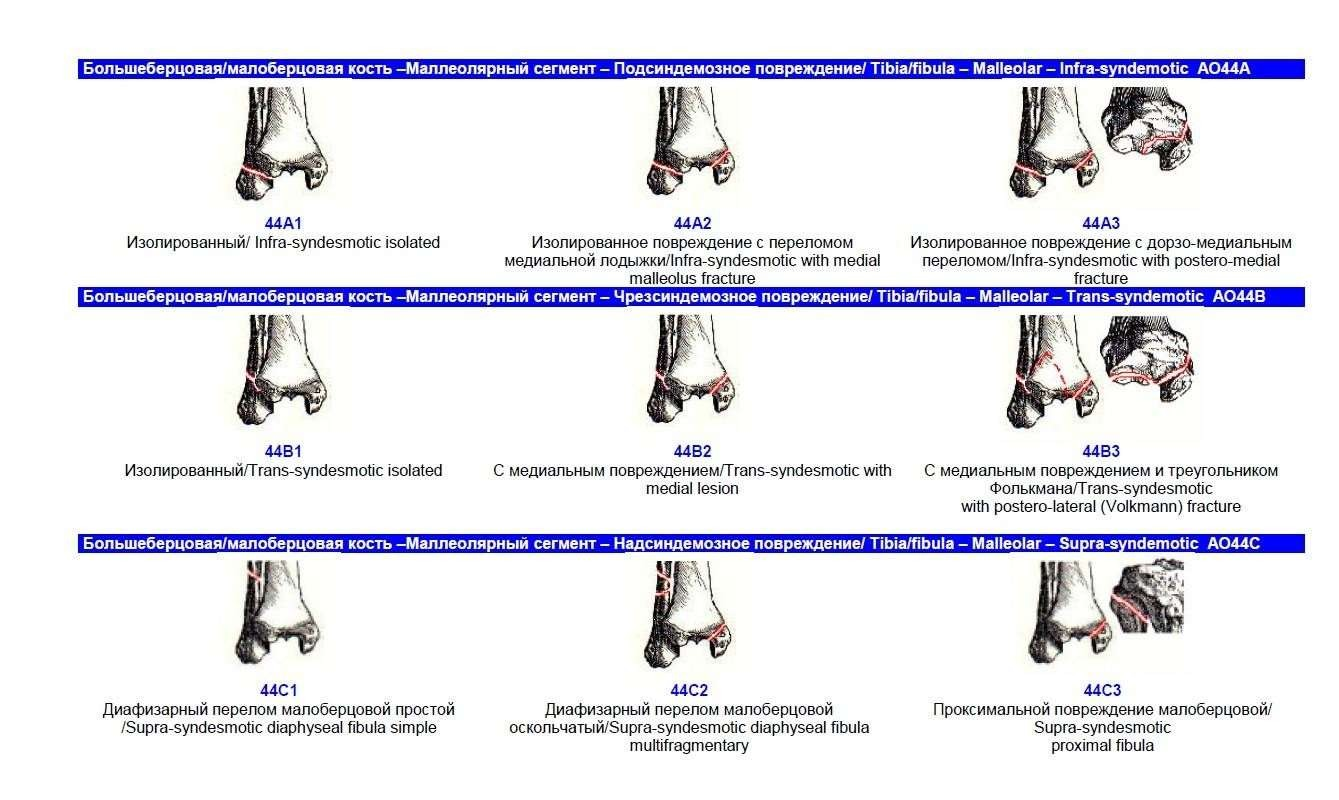 Большеберцовая/малоберцовая кость –Маллеолярный сегмент – Подсиндемозное повреждение/ Tibia/fibula – Malleolar – Infra-syndemotic  AO44A
44A1
44A2
44A3
Изолированный/ Infra-syndesmotic isolated
Изолированное повреждение с переломом
медиальной лодыжки/Infra-syndesmotic with medial
malleolus fracture
Изолированное повреждение с дорзо-медиальным
переломом/Infra-syndesmotic with postero-medial
fracture
Большеберцовая/малоберцовая кость –Маллеолярный сегмент – Чрезсиндемозное повреждение/ Tibia/fibula – Malleolar – Trans-syndemotic  AO44B
44B1
44B2
44B3
Изолированный/Trans-syndesmotic isolated
С медиальным повреждением/Trans-syndesmotic with
medial lesion
С медиальным повреждением и треугольником
Фолькмана/Trans-syndesmotic
with postero-lateral (Volkmann) fracture
Большеберцовая/малоберцовая кость –Маллеолярный сегмент – Надсиндемозное повреждение/ Tibia/fibula – Malleolar – Supra-syndemotic  AO44C
44C1
44C2
44C3
Диафизарный перелом малоберцовой простой
/Supra-syndesmotic diaphyseal fibula simple
Диафизарный перелом малоберцовой
оскольчатый/Supra-syndesmotic diaphyseal fibula
multifragmentary
Проксимальной повреждение малоберцовой/
Supra-syndesmotic
proximal fibula